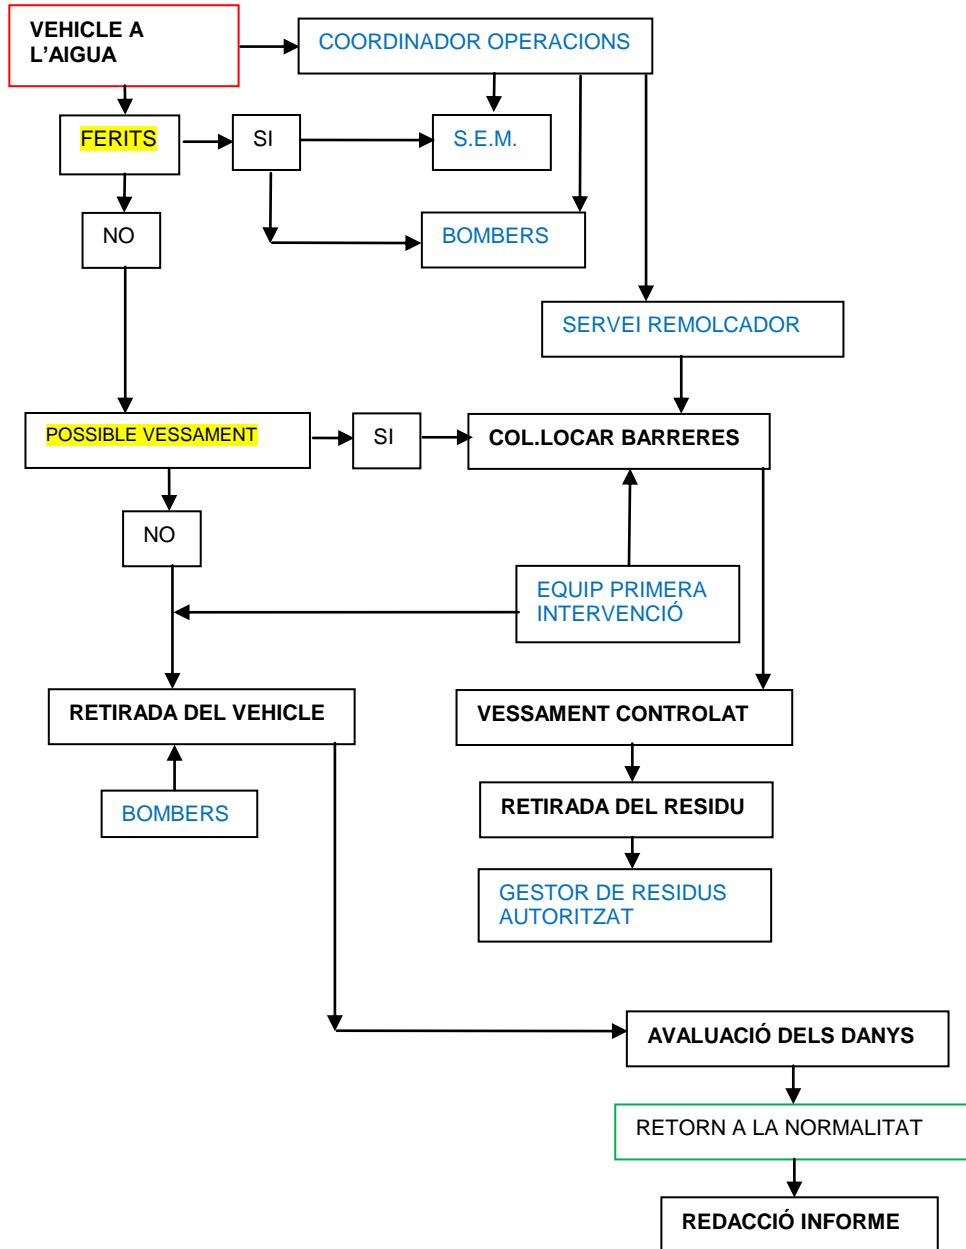 VEHICLE A
L'AIGUA
COORDINADOR OPERACIONS
FERITS
SI
S.E.M.
NO
BOMBERS
SERVEI REMOLCADOR
POSSIBLE VESSAMENT
SI
COL.LOCAR BARRERES
NO
EQUIP PRIMERA
INTERVENCIÓ
RETIRADA DEL VEHICLE
VESSAMENT CONTROLAT
BOMBERS
RETIRADA DEL RESIDU
GESTOR DE RESIDUS
AUTORITZAT
AVALUACIÓ DELS DANYS
RETORN A LA NORMALITAT
REDACCIÓ INFORME